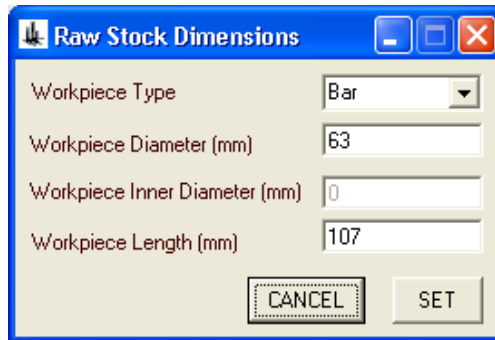 Raw Stock Dimensions
Workpiece Type Bar
Workpiece Diameter (mm) 63
Workpiece Inner Diameter (mm) 0
Workpiece Length (mm) 107
CANCEL SET